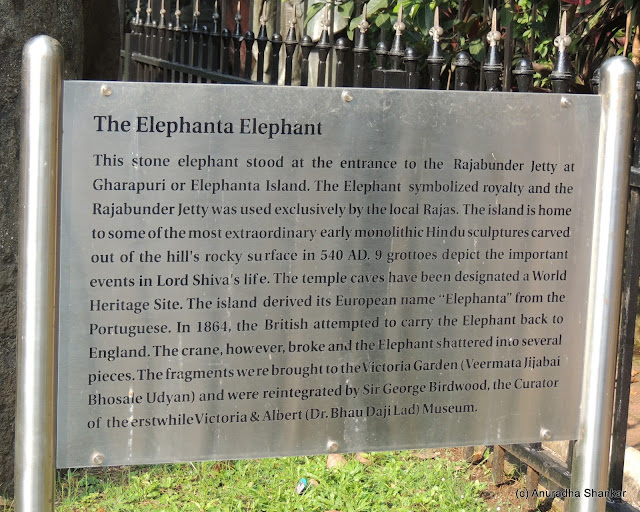 The Elephanta Elephant
This stone elephant stood at the entrance to the Rajabunder Jetty at
Gharapuri or Elephanta Island. The Elephant symbolized royalty and the
Rajabunder Jetty was used exclusively by the local Rajas. The island is home
to some of the most extraordinary early monolithic Hindu sculptures carved
out of the hill's rocky surface in 540 AD. 9 grottoes depict the important
events in Lord Shiva's life. The temple caves have been designated a World
Heritage Site. The island derived its European name "Elephanta" from the
Portuguese. In 1864, the British attempted to carry the Elephant back to
England. The crane, however, broke and the Elephant shattered into several
pieces. The fragments were brought to the Victoria Garden (Veermata Jijabai
Bhosale Udyan) and were reintegrated by Sir George Birdwood, the Curator
of the erstwhile Victoria & Albert (Dr. Bhau Daji Lad) Museum.
(c) Anuradha Shankar